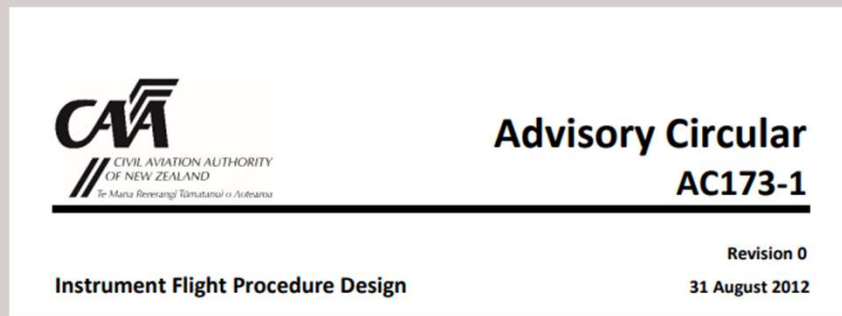 CAA
CIVIL AVIATION AUTHORITY
OF NEW ZEALAND
Te Mana Rererangi Tūmatanui o Aotearoa
Advisory Circular
AC173-1
Revision 0
Instrument Flight Procedure Design
31 August 2012